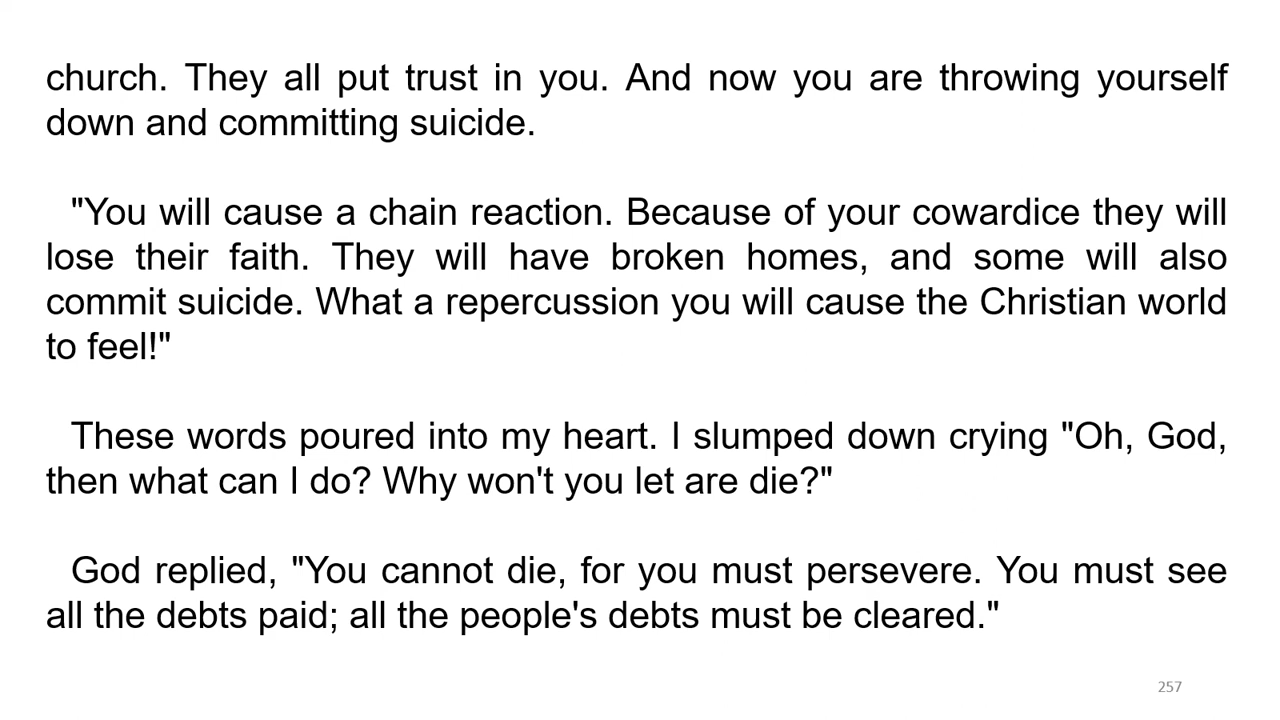 church. They all put trust in you. And now you are throwing yourself
down and committing suicide.
"You will cause a chain reaction. Because of your cowardice they will
lose their faith. They will have broken homes, and some will also
commit suicide. What a repercussion you will cause the Christian world
to feel!"
These words poured into my heart. I slumped down crying "Oh, God,
then what can I do? Why won't you let are die?"
God replied, "You cannot die, for you must persevere. You must see
all the debts paid; all the people's debts must be cleared."
257